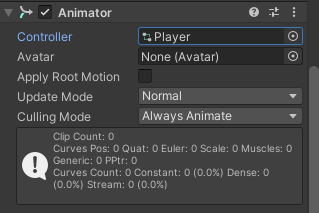 Animator
Controller Player
Avatar None (Avatar)
Apply Root Motion
Update Mode Normal
Culling Mode Always Animate
Clip Count: 0
Curves Pos: 0 Quat: 0 Euler: 0 Scale: 0 Muscles: 0
Generic: 0 PPtr: 0
Curves Count: 0 Constant: 0 (0.0%) Dense: 0
(0.0%) Stream: 0 (0.0%)